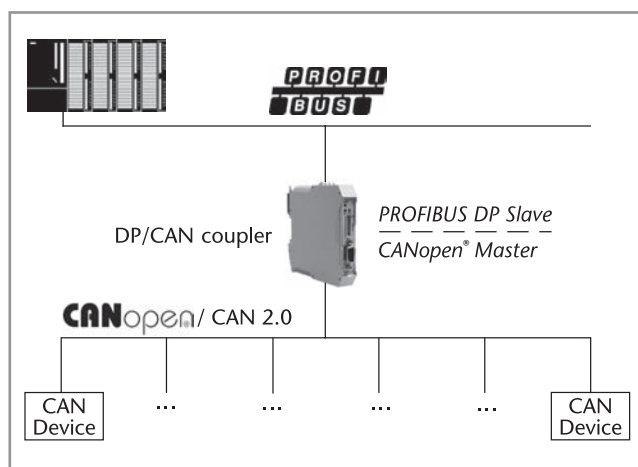 PROFI
BUS
DP/CAN coupler
PROFIBUS DP Slave
CANopen® Master
CANopen®/ CAN 2.0
CAN
Device
...
...
...
...
CAN
Device